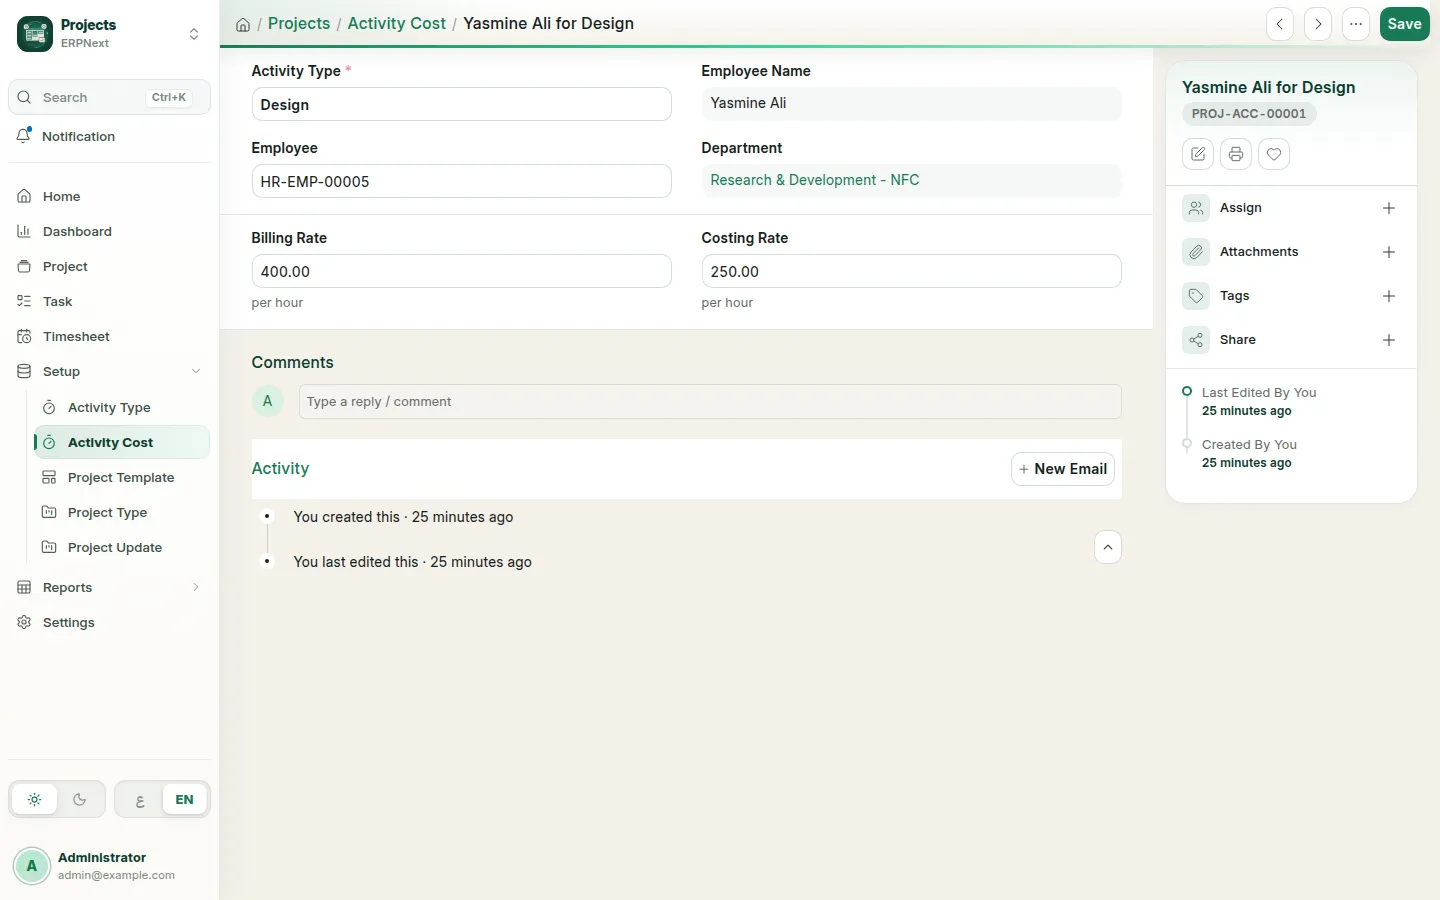 Projects
ERPNext
Search
Ctrl+K
Notification
Home
Dashboard
Project
Task
Timesheet
Setup
Activity Type
Activity Cost
Project Template
Project Type
Project Update
Reports
Settings
ع
EN
A
Administrator
admin@example.com
/ Projects / Activity Cost / Yasmine Ali for Design
Save
Activity Type *
Design
Employee Name
Yasmine Ali
Employee
HR-EMP-00005
Department
Research & Development - NFC
Billing Rate
400.00
per hour
Costing Rate
250.00
per hour
Comments
A
Type a reply / comment
Activity
+ New Email
You created this · 25 minutes ago
You last edited this · 25 minutes ago
Yasmine Ali for Design
PROJ-ACC-00001
Assign
Attachments
Tags
Share
Last Edited By You
25 minutes ago
Created By You
25 minutes ago